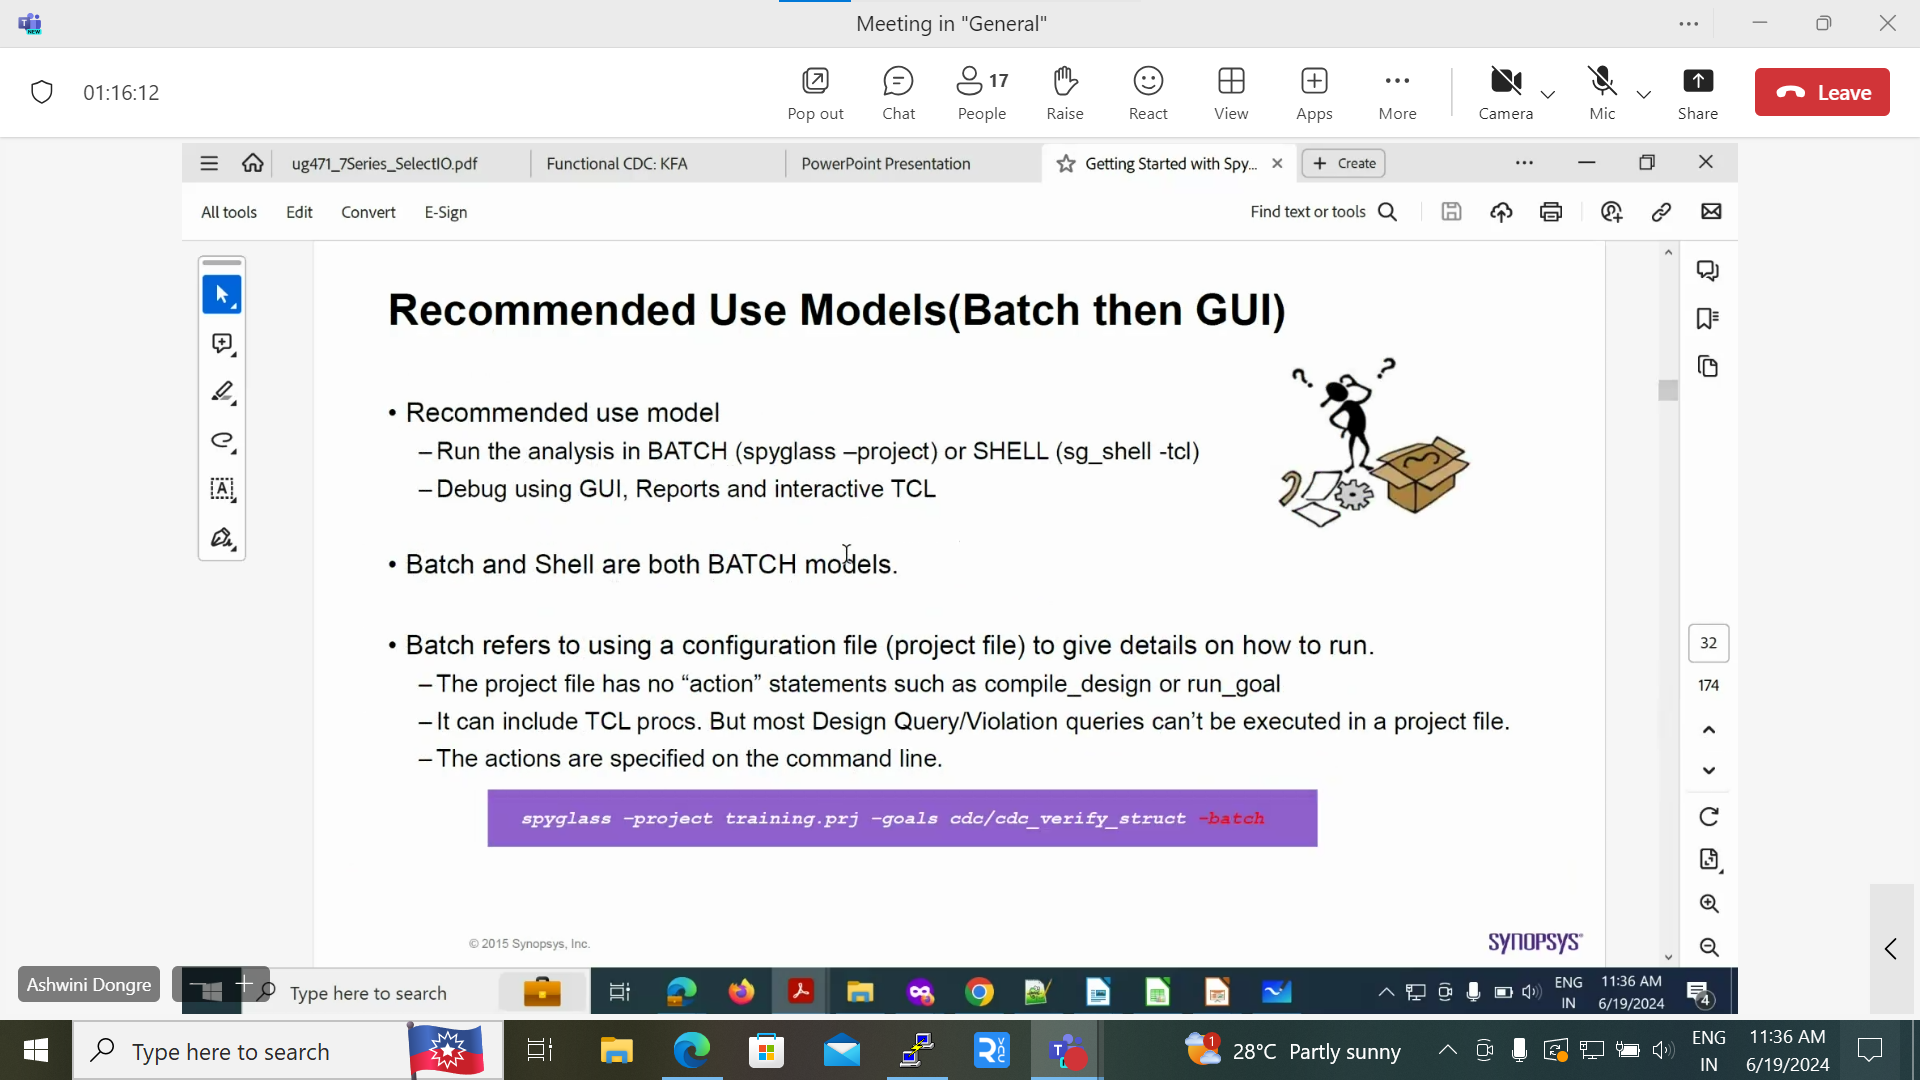 Meeting in "General"
NEW
01:16:12
17
Pop out
Chat
People
Raise
React
View
Apps
More
Camera
Mic
Share
Leave
ug471_7Series_SelectIO.pdf
Functional CDC: KFA
PowerPoint Presentation
Getting Started with Spy...
Create
All tools
Edit
Convert
E-Sign
Find text or tools
Recommended Use Models(Batch then GUI)
• Recommended use model
– Run the analysis in BATCH (spyglass –project) or SHELL (sg_shell -tcl)
– Debug using GUI, Reports and interactive TCL
• Batch and Shell are both BATCH models.
• Batch refers to using a configuration file (project file) to give details on how to run.
– The project file has no “action” statements such as compile_design or run_goal
– It can include TCL procs. But most Design Query/Violation queries can’t be executed in a project file.
– The actions are specified on the command line.
spyglass –project training.prj –goals cdc/cdc_verify_struct –batch
© 2015 Synopsys, Inc.
SYNOPSYS®
32
174
Ashwini Dongre
Type here to search
ENG
IN
11:36 AM
6/19/2024
4
Type here to search
1
28°C Partly sunny
ENG
IN
11:36 AM
6/19/2024